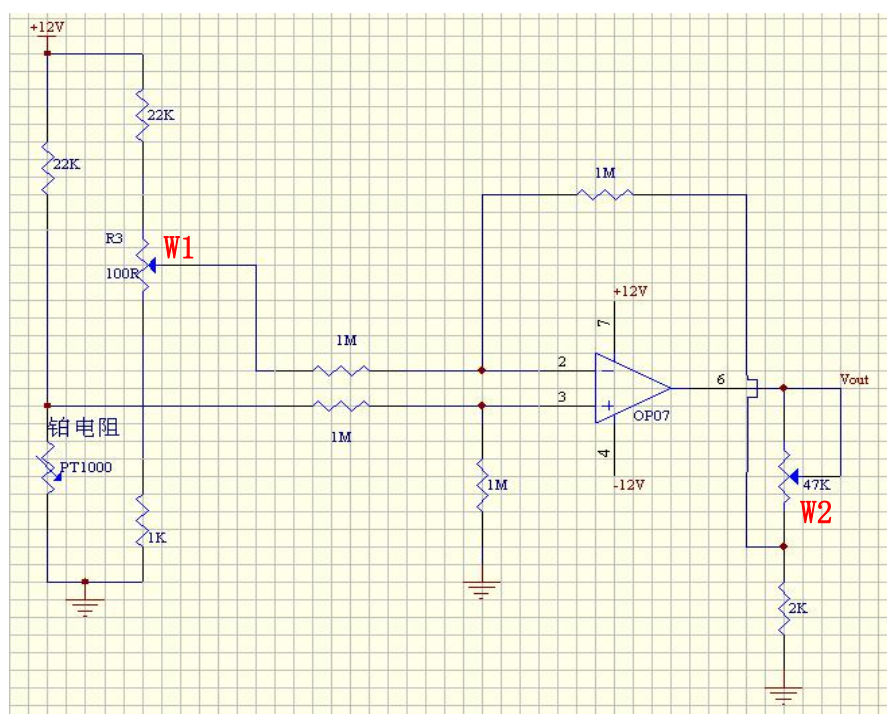 +12V
22K
22K
R3
W1
100R
1M
1M
+12V
7
2
6
Vout
3
OP07
4
-12V
1M
1M
铂电阻
PT1000
47K
W2
1K
2K